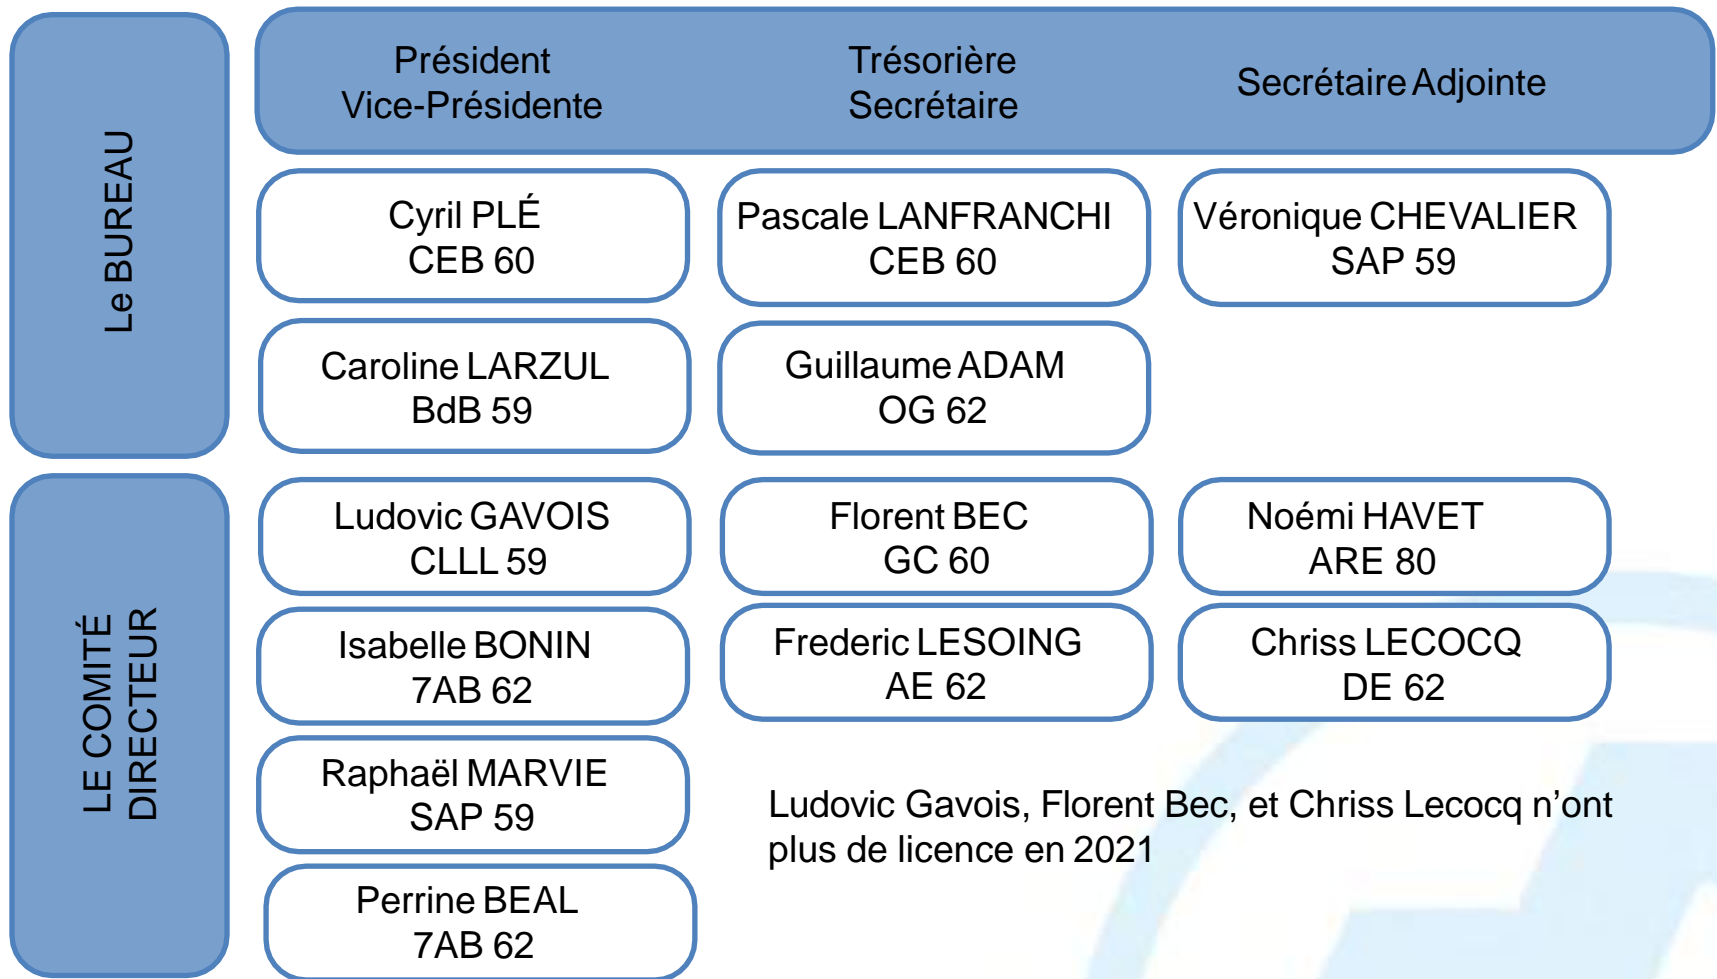 Le BUREAU
Président
Vice-Présidente
Trésorière
Secrétaire
Secrétaire Adjointe
Cyril PLÉ
CEB 60
Pascale LANFRANCHI
CEB 60
Véronique CHEVALIER
SAP 59
Caroline LARZUL
BdB 59
Guillaume ADAM
OG 62
LE COMITÉ
DIRECTEUR
Ludovic GAVOIS
CLLL 59
Florent BEC
GC 60
Noémi HAVET
ARE 80
Isabelle BONIN
7AB 62
Frederic LESOING
AE 62
Chriss LECOCQ
DE 62
Raphaël MARVIE
SAP 59
Ludovic Gavois, Florent Bec, et Chriss Lecocq n’ont
plus de licence en 2021
Perrine BEAL
7AB 62